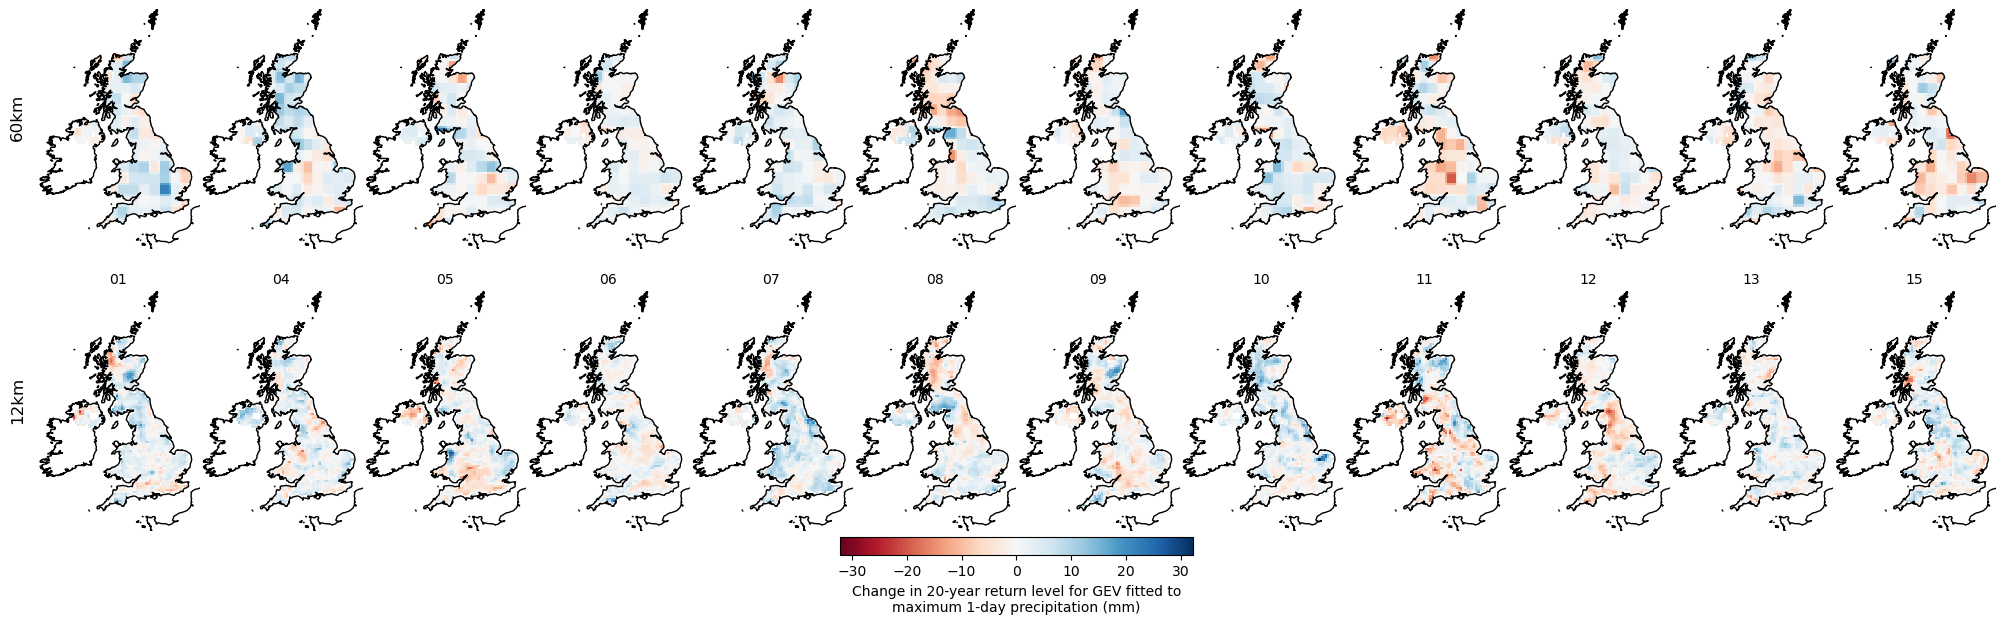 60km
01 04 05 06 07 08 09 10 11 12 13 15
12km
−30 −20 −10 0 10 20 30
Change in 20-year return level for GEV fitted to
maximum 1-day precipitation (mm)